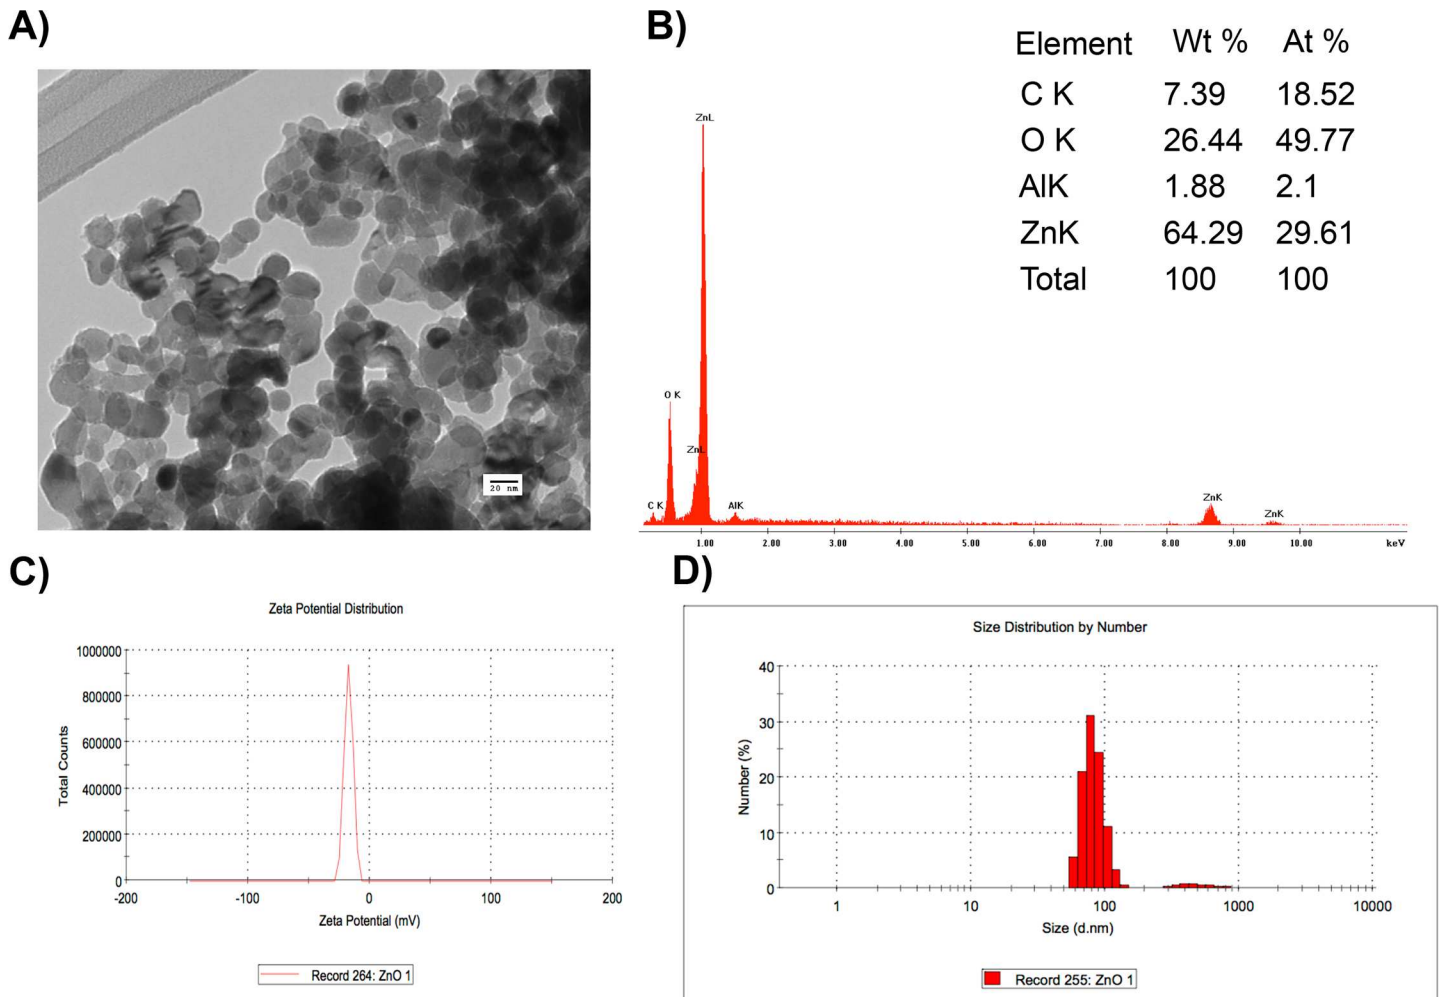 A)
20 nm
B)
Element Wt % At %
C K 7.39 18.52
O K 26.44 49.77
AlK 1.88 2.1
ZnK 64.29 29.61
Total 100 100
ZnL
O K
ZnL
C K
AlK
ZnK
ZnK
1.00 2.00 3.00 4.00 5.00 6.00 7.00 8.00 9.00 10.00 keV
C)
Zeta Potential Distribution
Total Counts
1000000
800000
600000
400000
200000
0
-200 -100 0 100 200
Zeta Potential (mV)
Record 264: ZnO 1
D)
Size Distribution by Number
Number (%)
40
30
20
10
0
1 10 100 1000 10000
Size (d.nm)
Record 255: ZnO 1